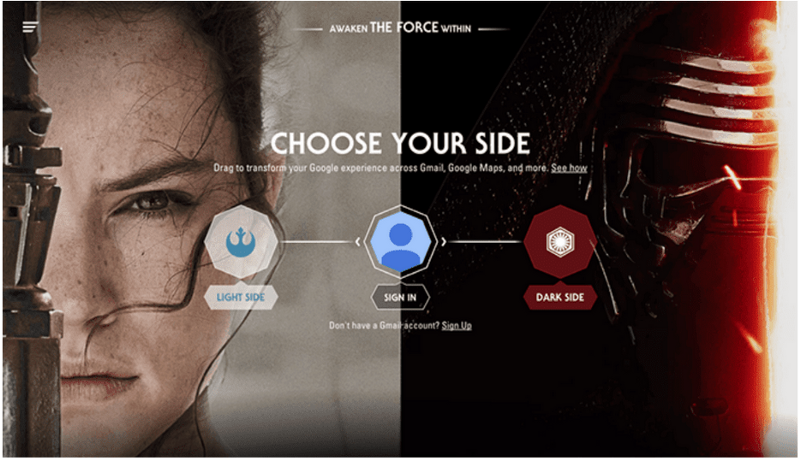 AWAKEN THE FORCE WITHIN
CHOOSE YOUR SIDE
Drag to transform your Google experience across Gmail, Google Maps, and more. See how
LIGHT SIDE
SIGN IN
DARK SIDE
Don't have a Gmail account? Sign Up